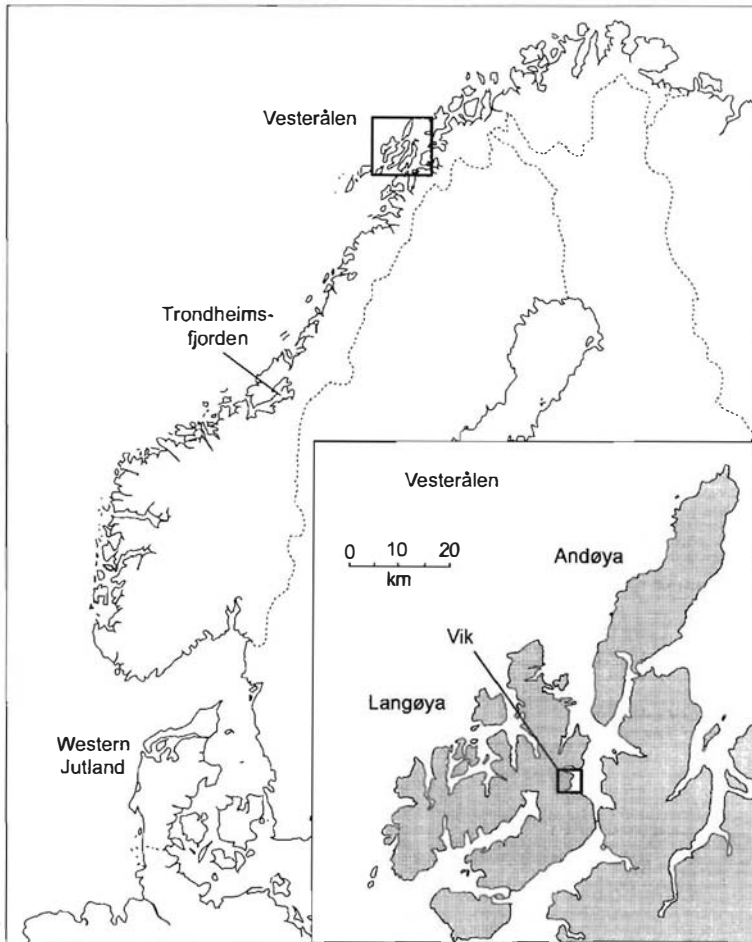 Vesterålen
Trondheims-
fjorden
Western
Jutland
Vesterålen
0 10 20
km
Andøya
Vik
Langøya